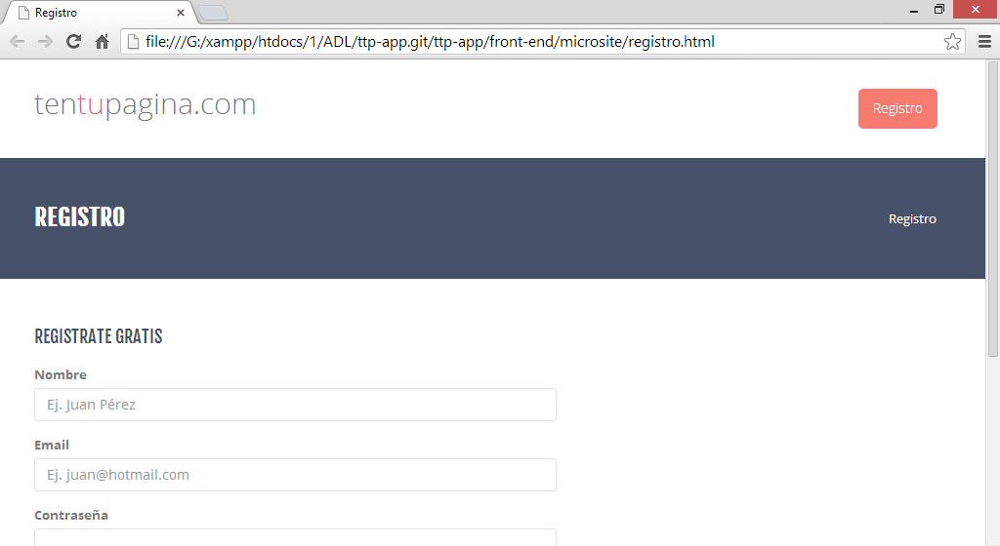 Registro
file:///G:/xampp/htdocs/1/ADL/ttp-app.git/ttp-app/front-end/microsite/registro.html
tentupagina.com
Registro
REGISTRO
Registro
REGISTRATE GRATIS
Nombre
Ej. Juan Pérez
Email
Ej. juan@hotmail.com
Contraseña